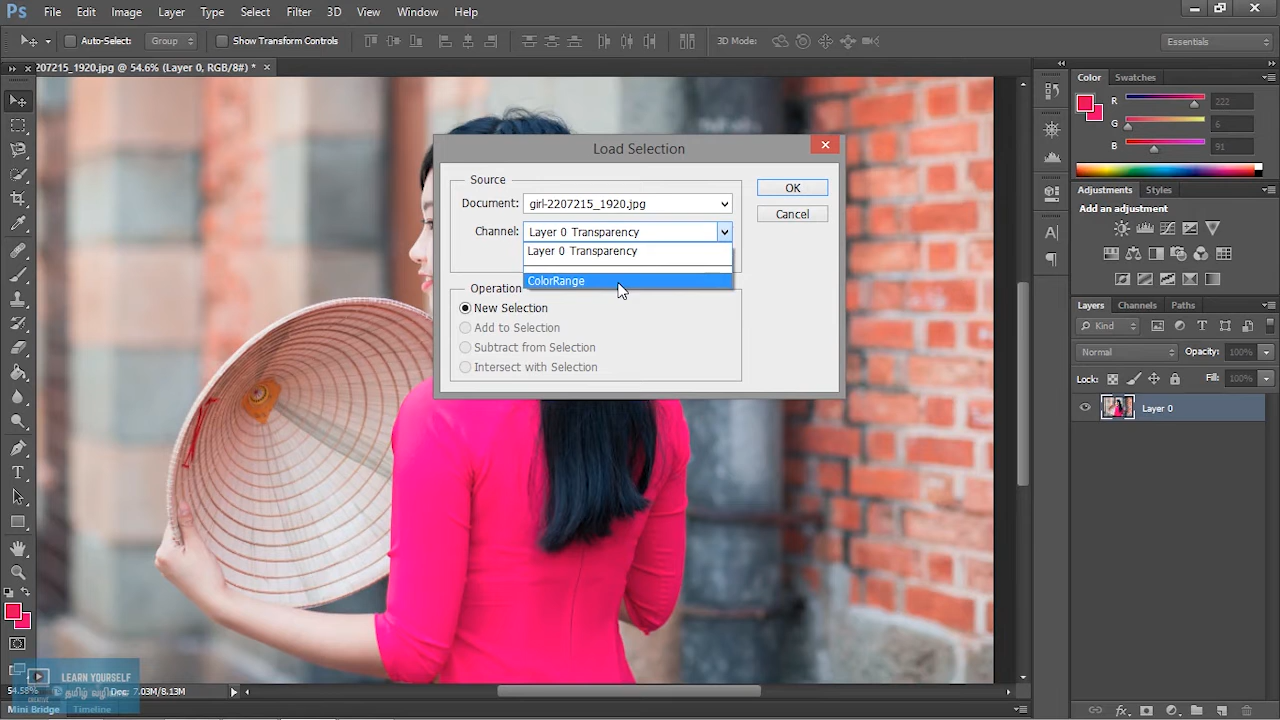 Ps File Edit Image Layer Type Select Filter 3D View Window Help
Auto-Select: Group Show Transform Controls 3D Mode: Essentials
207215_1920.jpg @ 54.6% (Layer 0, RGB/8#) * ×
Color Swatches
R 222
G 6
B 91
Load Selection
Source
Document: girl-2207215_1920.jpg
Channel: Layer 0 Transparency
Layer 0 Transparency
ColorRange
OK
Cancel
Operation
New Selection
Add to Selection
Subtract from Selection
Intersect with Selection
Adjustments Styles
Add an adjustment
Layers Channels Paths
Kind
Normal Opacity: 100%
Lock: Fill: 100%
Layer 0
LEARN YOURSELF
தமிழ் வழியில்
CREATIVE
54.58% Doc: 7.03M/8.13M
Mini Bridge Timeline